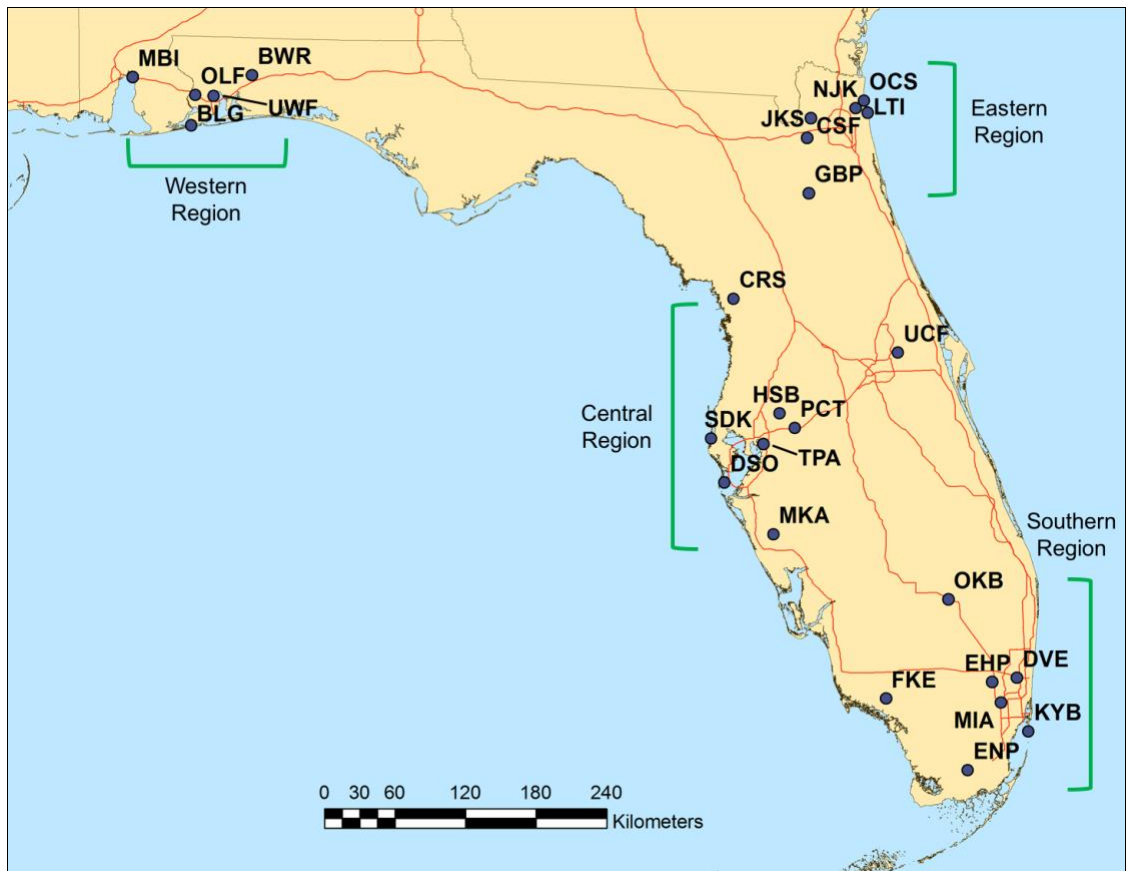 MBI
BWR
OLF
UWF
BLG
Western
Region
OCS
NJK
LTI
JKS
CSF
GBP
Eastern
Region
CRS
UCF
HSB
PCT
SDK
TPA
DSO
MKA
Central
Region
Southern
Region
OKB
EHP
DVE
FKE
MIA
KYB
ENP
0 30 60 120 180 240
Kilometers